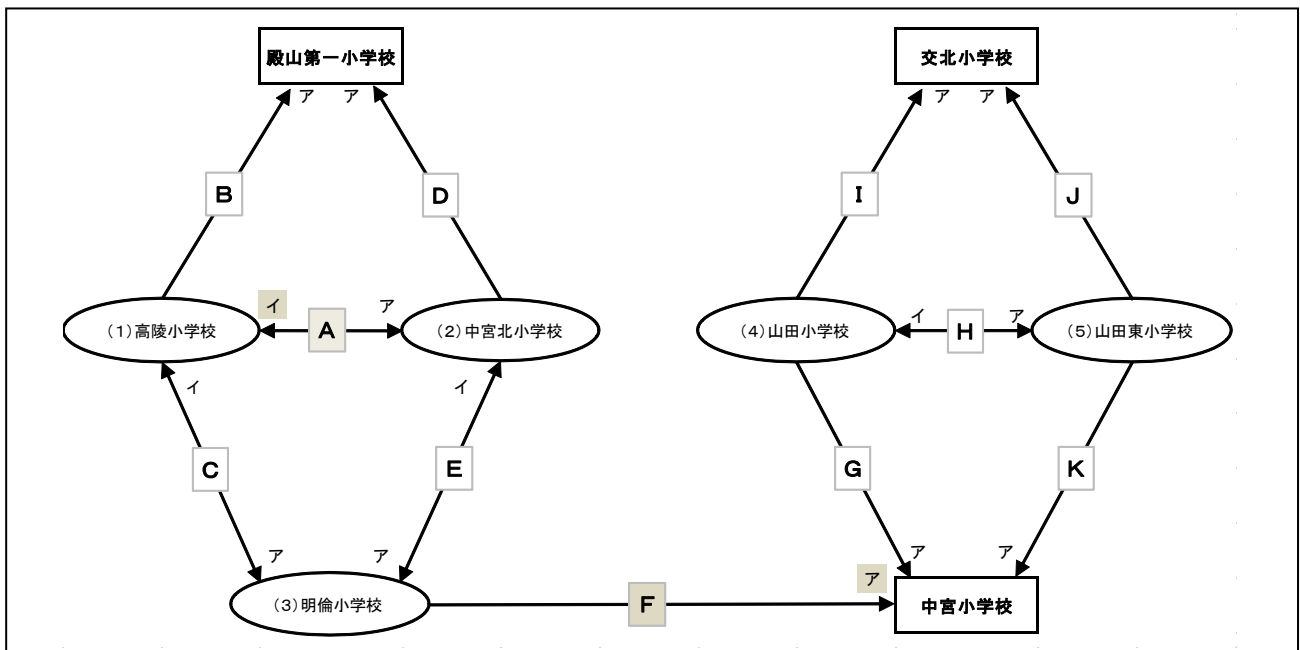 殿山第一小学校
交北小学校
ア
ア
ア
ア
B
D
I
J
イ
A
ア
イ
H
ア
(1)高陵小学校
(2)中宮北小学校
(4)山田小学校
(5)山田東小学校
イ
イ
C
E
G
K
ア
ア
ア
ア
ア
(3)明倫小学校
F
中宮小学校